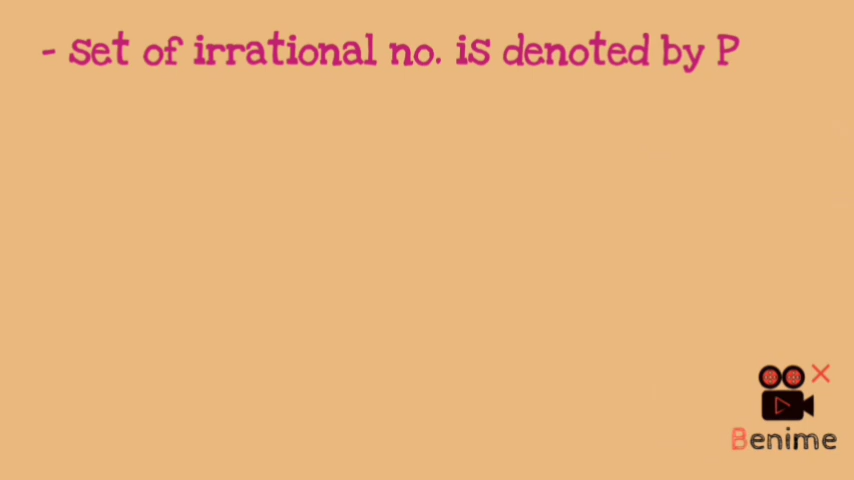 - set of irrational no. is denoted by P
Benime